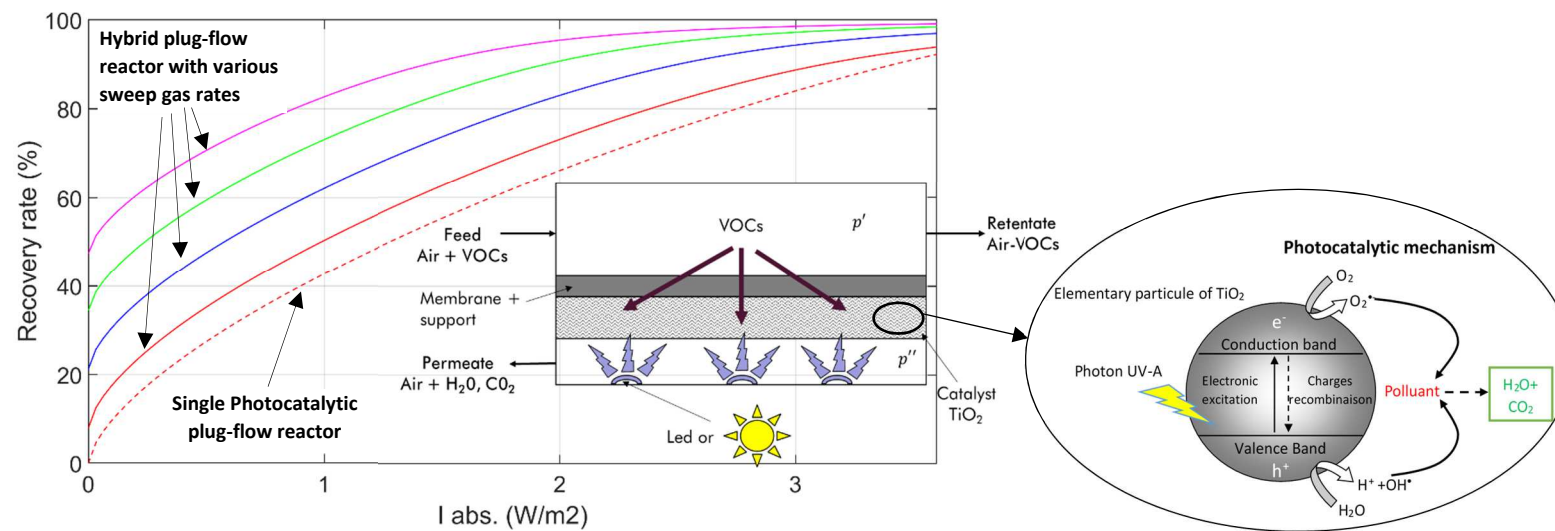 100
80
60
40
20
0
0
1
2
3
Recovery rate (%)
I abs. (W/m2)
Hybrid plug-flow
reactor with various
sweep gas rates
Single Photocatalytic
plug-flow reactor
Feed
Air + VOCs
VOCs
p′
Retentate
Air-VOCs
Membrane +
support
Permeate
Air + H₂0, C0₂
p′′
Catalyst
TiO₂
Led or
Photocatalytic mechanism
Elementary particule of TiO₂
O₂
O₂•
e⁻
Conduction band
Photon UV-A
Electronic
excitation
Charges
recombinaison
Polluant
H₂O+
CO₂
Valence Band
h⁺
H⁺ +OH•
H₂O